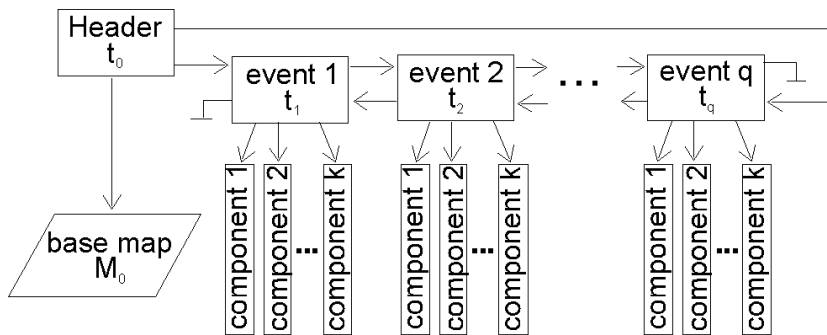 Header
t₀
event 1
t₁
event 2
t₂
...
event q
t_q
component 1
component 2
...
component k
component 1
component 2
...
component k
component 1
component 2
...
component k
base map
M₀